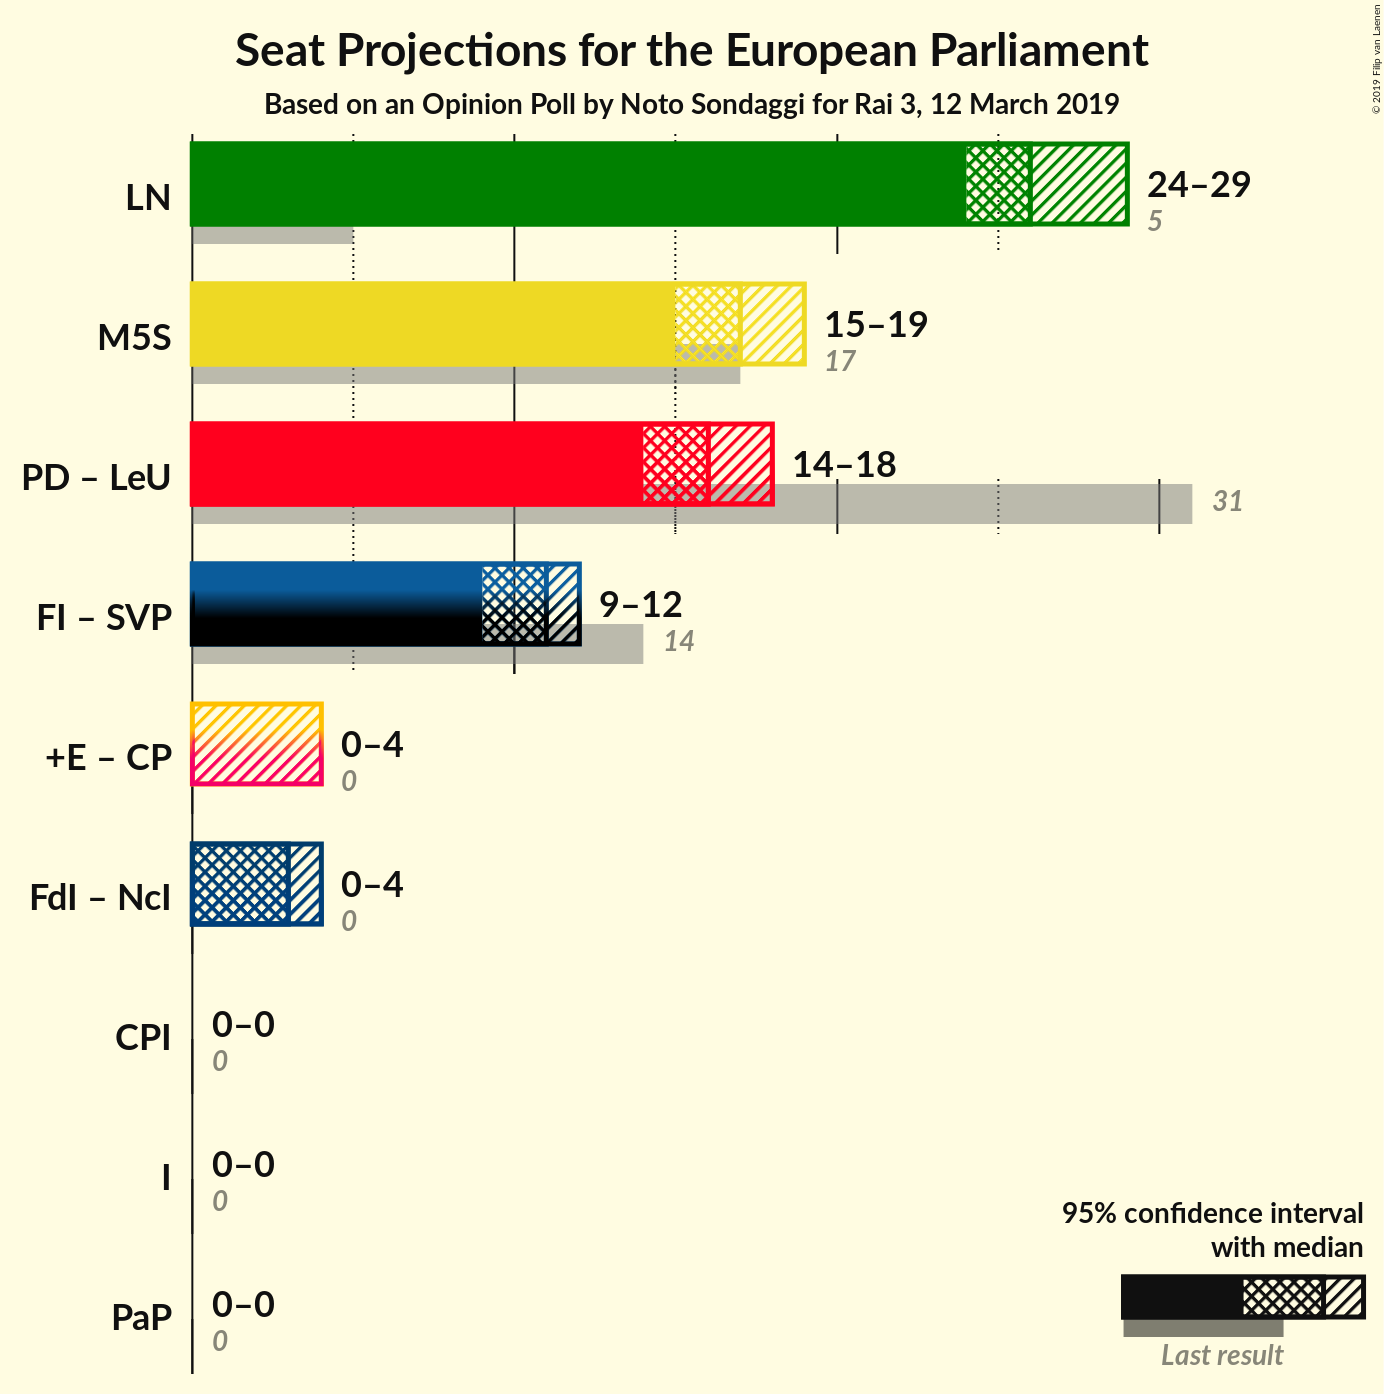 Seat Projections for the European Parliament
Based on an Opinion Poll by Noto Sondaggi for Rai 3, 12 March 2019
© 2019 Filip van Laenen
LN
24–29
5
M5S
15–19
17
PD – LeU
14–18
31
FI – SVP
9–12
14
+E – CP
0–4
0
FdI – NcI
0–4
0
CPI
0–0
0
I
0–0
0
PaP
0–0
0
95% confidence interval
with median
Last result